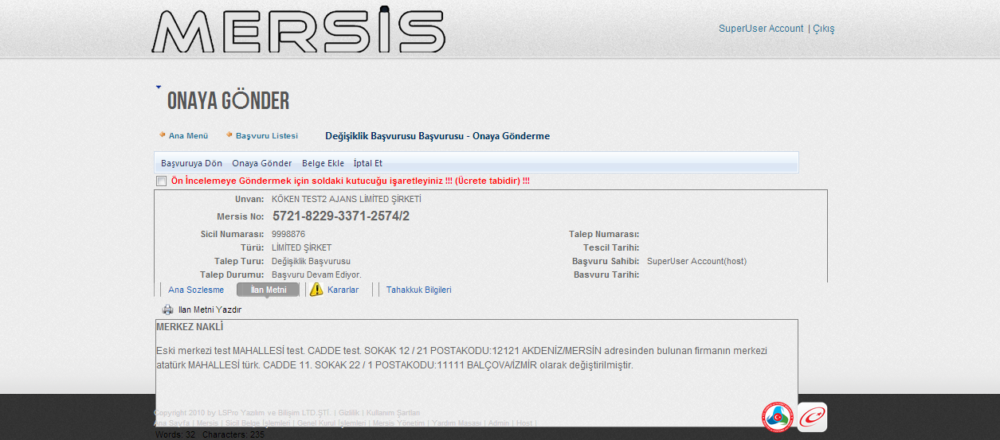 MERSİS
SuperUser Account | Çıkış
ONAYA GÖNDER
Ana Menü Başvuru Listesi Değişiklik Başvurusu Başvurusu - Onaya Gönderme
Başvuruya Dön Onaya Gönder Belge Ekle İptal Et
Ön İncelemeye Göndermek için soldaki kutucuğu işaretleyiniz !!! (Ücrete tabidir) !!!
Unvan: KÖKEN TEST2 AJANS LİMİTED ŞİRKETİ
Mersis No: 5721-8229-3371-2574/2
Sicil Numarası: 9998876 Talep Numarası:
Türü: LİMİTED ŞİRKET Tescil Tarihi:
Talep Turu: Değişiklik Başvurusu Başvuru Sahibi: SuperUser Account(host)
Talep Durumu: Başvuru Devam Ediyor. Basvuru Tarihi:
Ana Sozlesme İlan Metni Kararlar Tahakkuk Bilgileri
Ilan Metni Yazdır
MERKEZ NAKLİ
Eski merkezi test MAHALLESİ test. CADDE test. SOKAK 12 / 21 POSTAKODU:12121 AKDENİZ/MERSİN adresinden bulunan firmanın merkezi
atatürk MAHALLESİ türk. CADDE 11. SOKAK 22 / 1 POSTAKODU:11111 BALÇOVA/İZMİR olarak değiştirilmiştir.
Copyright 2010 by LSPro Yazılım ve Bilişim LTD.ŞTİ. | Gizlilik | Kullanım Şartları
Ana Sayfa | Mersis | Sicil Belge İşlemleri | Genel Kurul İşlemleri | Mersis Yönetim | Yardım Masası | Admin | Host |
Words: 32 Characters: 235